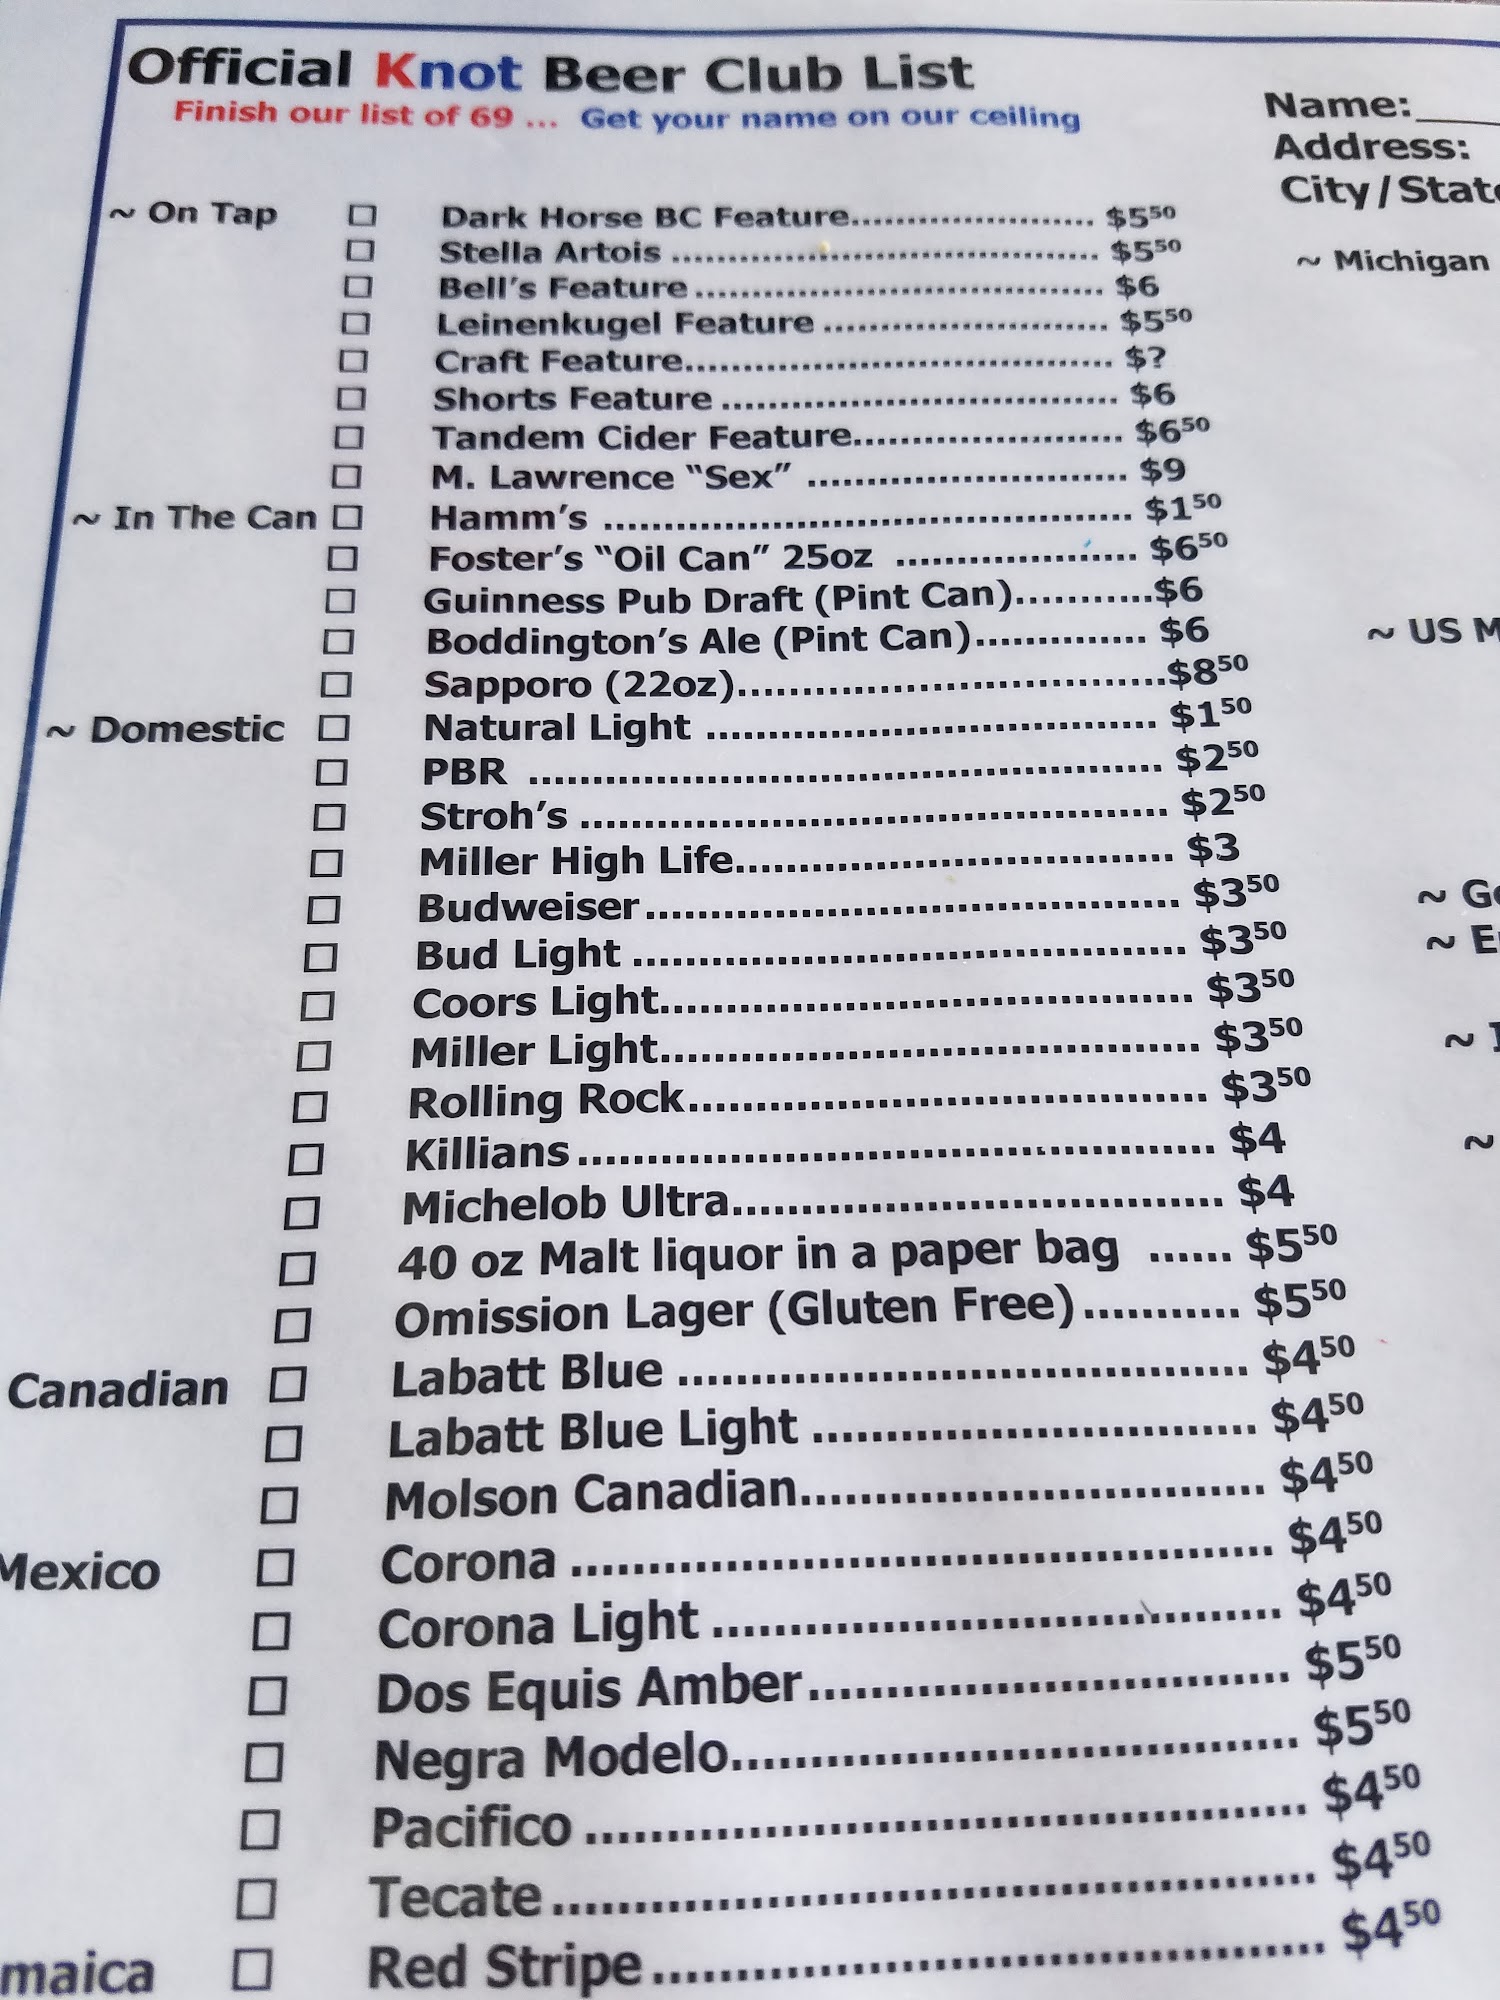 Official Knot Beer Club List
Finish our list of 69 ... Get your name on our ceiling
Name:
Address:
City/State
~ On Tap ☐ Dark Horse BC Feature........................ $5⁵⁰
☐ Stella Artois ........................................ $5⁵⁰
~ Michigan
☐ Bell's Feature...................................... $6
☐ Leinenkugel Feature ........................... $5⁵⁰
☐ Craft Feature........................................ $?
☐ Shorts Feature ..................................... $6
☐ Tandem Cider Feature......................... $6⁵⁰
☐ M. Lawrence “Sex” .............................. $9
~ In The Can ☐ Hamm's ................................................ $1⁵⁰
☐ Foster's “Oil Can” 25oz ...................... $6⁵⁰
☐ Guinness Pub Draft (Pint Can)...........$6
☐ Boddington's Ale (Pint Can).............. $6
~ US M
☐ Sapporo (22oz)......................................$8⁵⁰
~ Domestic ☐ Natural Light ........................................ $1⁵⁰
☐ PBR ...................................................... $2⁵⁰
☐ Stroh's .................................................. $2⁵⁰
☐ Miller High Life..................................... $3
☐ Budweiser............................................. $3⁵⁰
~ Ge
☐ Bud Light .............................................. $3⁵⁰
~ E
☐ Coors Light............................................ $3⁵⁰
☐ Miller Light............................................ $3⁵⁰
~
☐ Rolling Rock.......................................... $3⁵⁰
☐ Killians................................................... $4
~
☐ Michelob Ultra....................................... $4
☐ 40 oz Malt liquor in a paper bag ...... $5⁵⁰
☐ Omission Lager (Gluten Free)........... $5⁵⁰
Canadian ☐ Labatt Blue ........................................ $4⁵⁰
☐ Labatt Blue Light ............................... $4⁵⁰
☐ Molson Canadian................................ $4⁵⁰
Mexico ☐ Corona ................................................ $4⁵⁰
☐ Corona Light ....................................... $4⁵⁰
☐ Dos Equis Amber................................ $5⁵⁰
☐ Negra Modelo...................................... $5⁵⁰
☐ Pacifico ............................................... $4⁵⁰
☐ Tecate.................................................. $4⁵⁰
maica ☐ Red Stripe........................................... $4⁵⁰